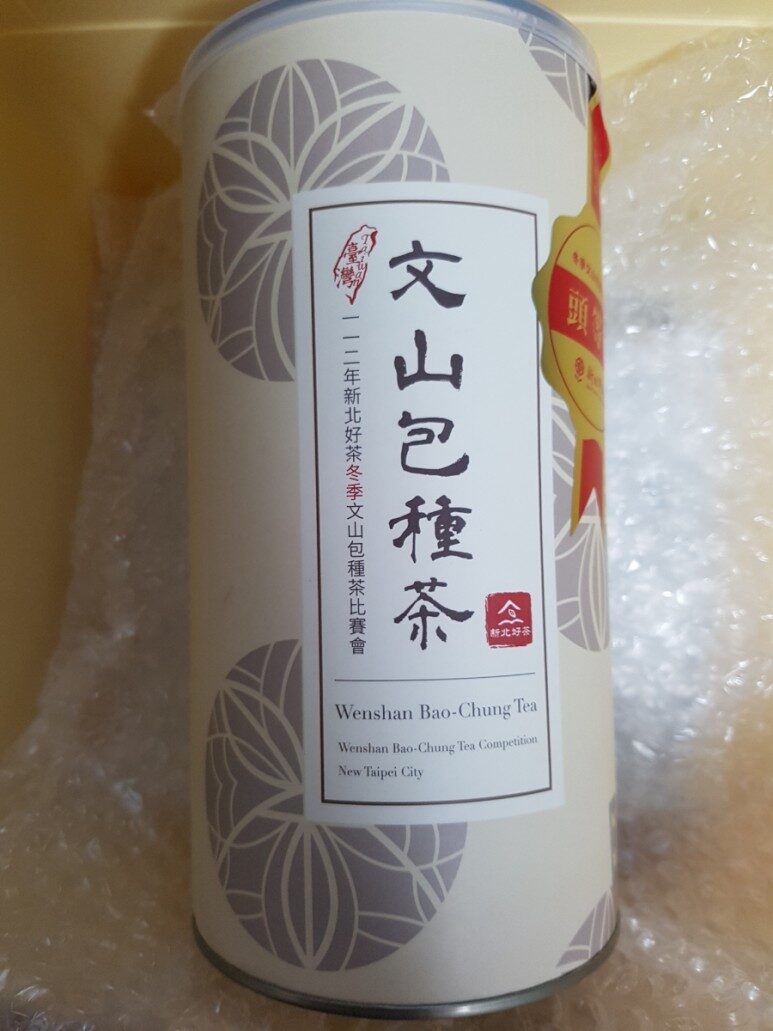 Taiwan
臺灣
文山包種茶
一一二年新北好茶冬季文山包種茶比賽會
新北好茶
Wenshan Bao-Chung Tea
Wenshan Bao-Chung Tea Competition
New Taipei City
頭等